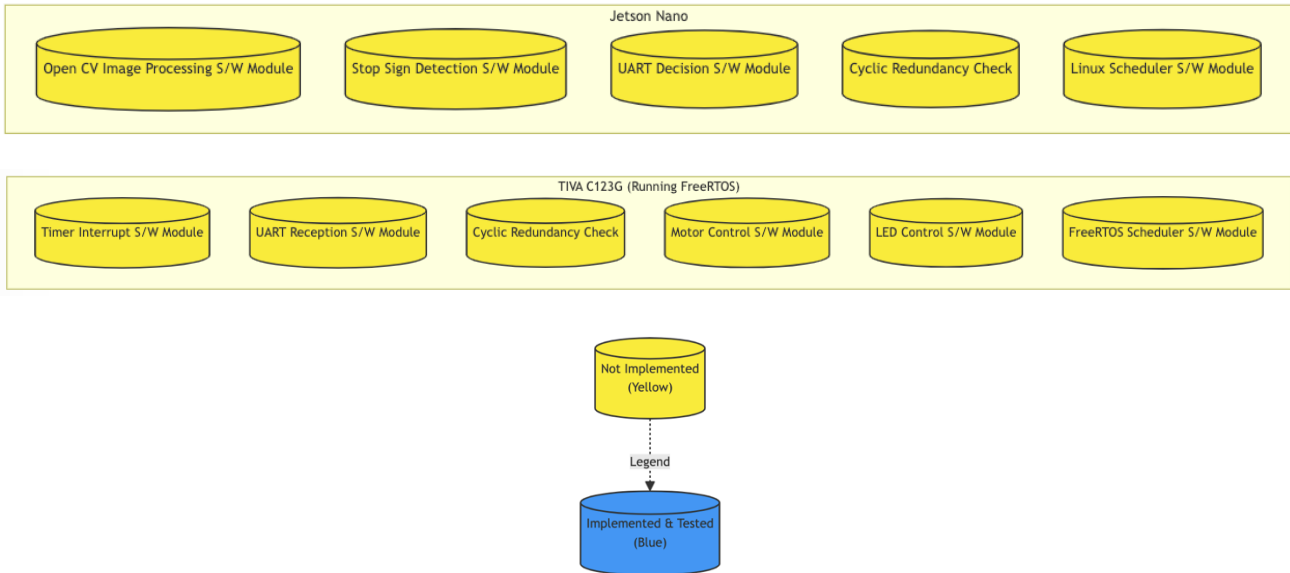 Jetson Nano
Open CV Image Processing S/W Module
Stop Sign Detection S/W Module
UART Decision S/W Module
Cyclic Redundancy Check
Linux Scheduler S/W Module
TIVA C123G (Running FreeRTOS)
Timer Interrupt S/W Module
UART Reception S/W Module
Cyclic Redundancy Check
Motor Control S/W Module
LED Control S/W Module
FreeRTOS Scheduler S/W Module
Not Implemented
(Yellow)
Legend
Implemented & Tested
(Blue)